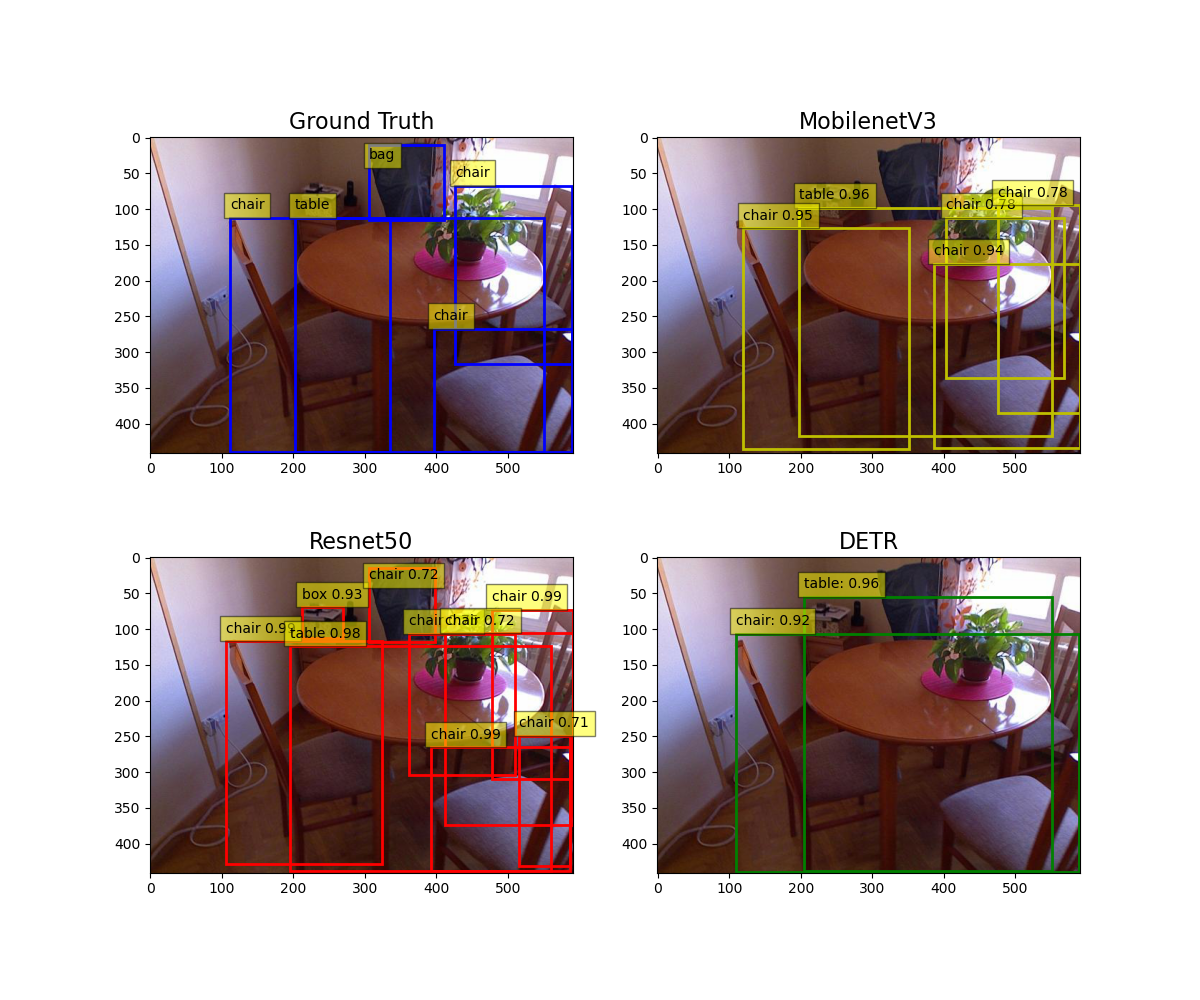 Ground Truth
MobilenetV3
0
50
100
150
200
250
300
350
400
0 100 200 300 400 500
bag
chair
chair
table
chair
0
50
100
150
200
250
300
350
400
0 100 200 300 400 500
table 0.96
chair 0.78
chair 0.78
chair 0.95
chair 0.94
Resnet50
DETR
0
50
100
150
200
250
300
350
400
0 100 200 300 400 500
chair 0.72
box 0.93
chair 0.99
chair
chair 0.72
chair 0.9
table 0.98
chair 0.71
chair 0.99
0
50
100
150
200
250
300
350
400
0 100 200 300 400 500
table: 0.96
chair: 0.92